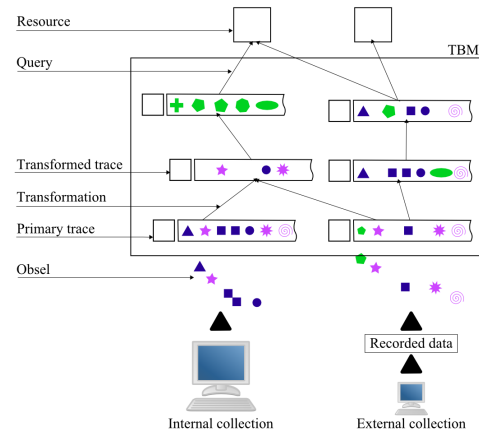 Resource
TBM
Query
Transformed trace
Transformation
Primary trace
Obsel
Recorded data
Internal collection
External collection